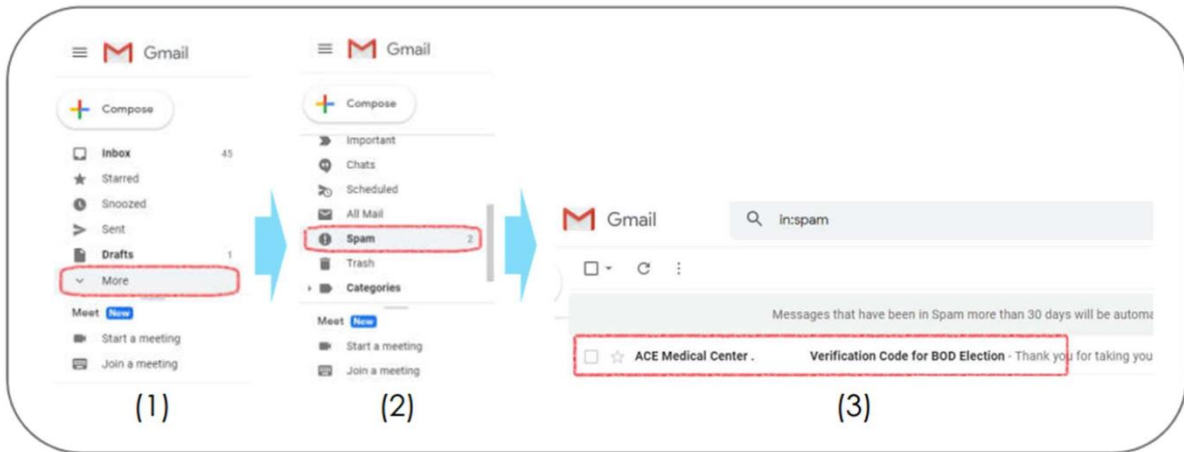 Gmail
Compose
Inbox 45
Starred
Snoozed
Sent
Drafts 1
More
Meet New
Start a meeting
Join a meeting
(1)
Gmail
Compose
Important
Chats
Scheduled
All Mail
Spam 2
Trash
Categories
Meet New
Start a meeting
Join a meeting
(2)
Gmail
in:spam
Messages that have been in Spam more than 30 days will be automa
ACE Medical Center . Verification Code for BOD Election - Thank you for taking you
(3)